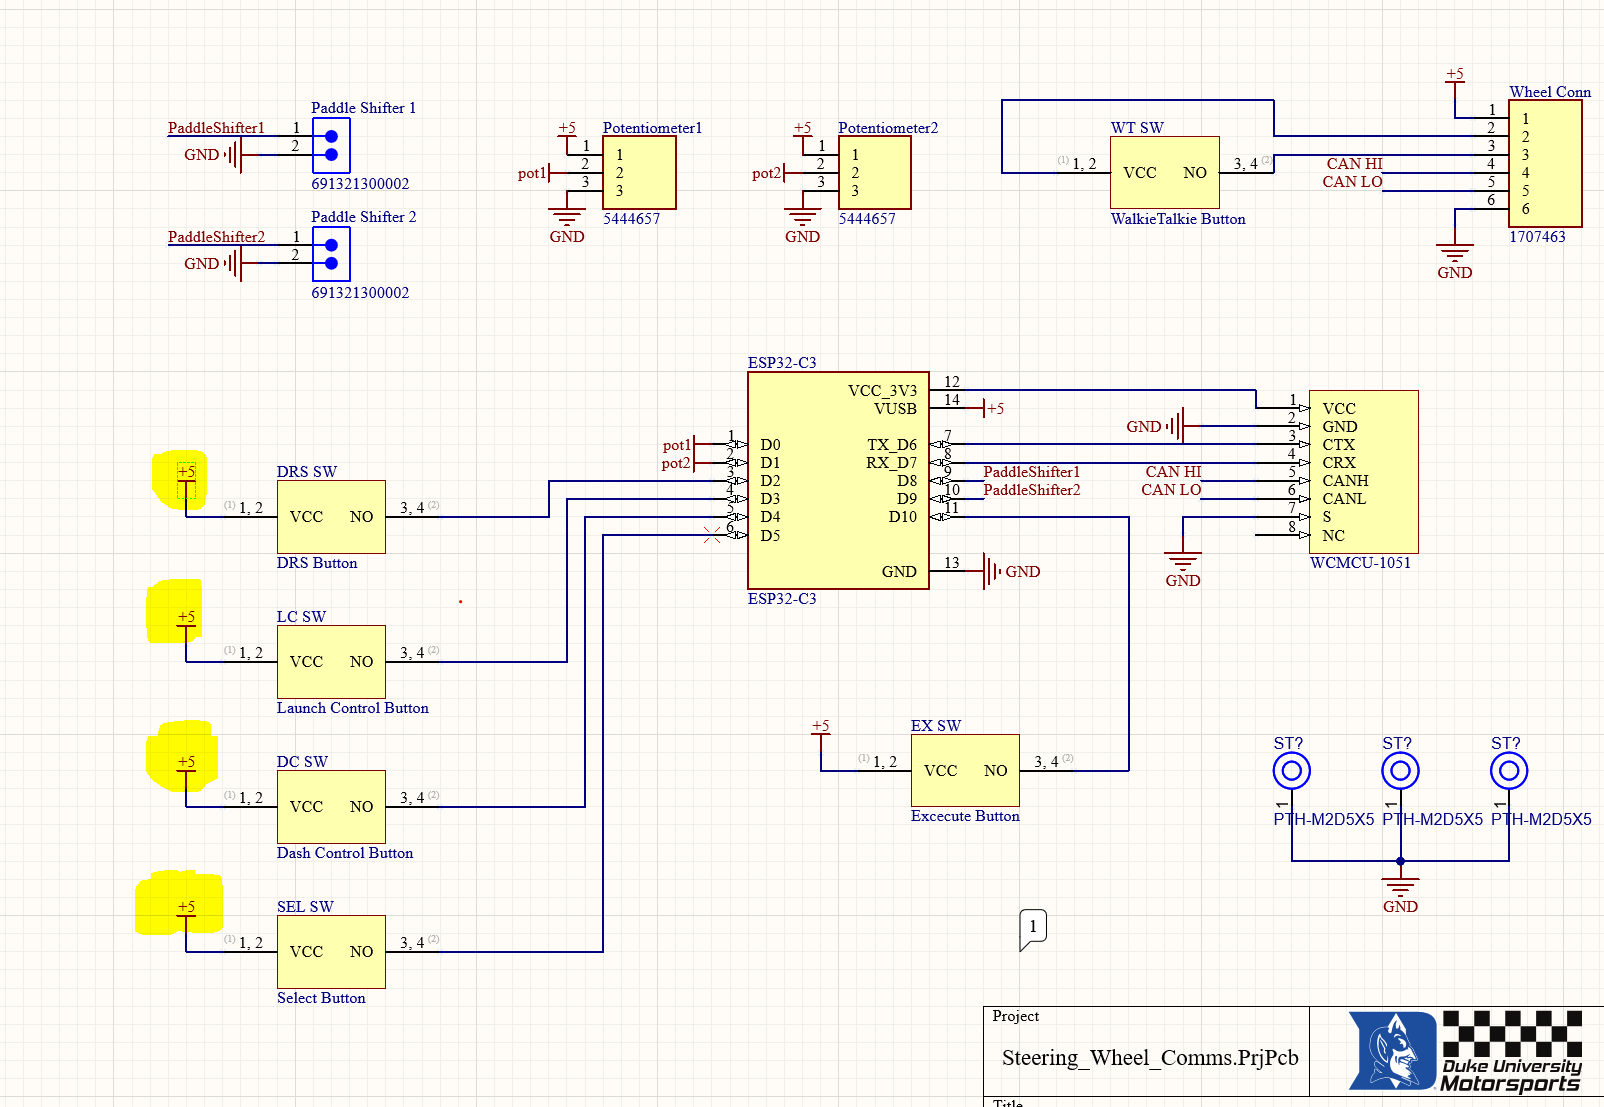 Paddle Shifter 1
PaddleShifter1 1
GND 2
691321300002
Paddle Shifter 2
PaddleShifter2 1
GND 2
691321300002
+5 Potentiometer1
1 1
pot1 2 2
3 3
GND 5444657
+5 Potentiometer2
1 1
pot2 2 2
3 3
GND 5444657
WT SW
(1) 1, 2 VCC NO 3, 4 (2)
WalkieTalkie Button
+5 Wheel Conn
1 1
2 2
3 3
CAN HI 4 4
CAN LO 5 5
6 6
GND 1707463
ESP32-C3
VCC_3V3 12
VUSB 14 +5
pot1 1 D0 TX_D6 7
pot2 2 D1 RX_D7 8
3 D2 D8 9 PaddleShifter1
4 D3 D9 10 PaddleShifter2
5 D4 D10 11
6 D5
GND 13 GND
ESP32-C3
1 VCC
GND 2 GND
3 CTX
4 CRX
CAN HI 5 CANH
CAN LO 6 CANL
7 S
8 NC
GND WCMCU-1051
+5 DRS SW
(1) 1, 2 VCC NO 3, 4 (2)
DRS Button
+5 LC SW
(1) 1, 2 VCC NO 3, 4 (2)
Launch Control Button
+5 DC SW
(1) 1, 2 VCC NO 3, 4 (2)
Dash Control Button
+5 SEL SW
(1) 1, 2 VCC NO 3, 4 (2)
Select Button
+5 EX SW
(1) 1, 2 VCC NO 3, 4 (2)
Excecute Button
ST? ST? ST?
1 1 1
PTH-M2D5X5 PTH-M2D5X5 PTH-M2D5X5
GND
1
Project
Steering_Wheel_Comms.PrjPcb
Duke University
Motorsports
Title